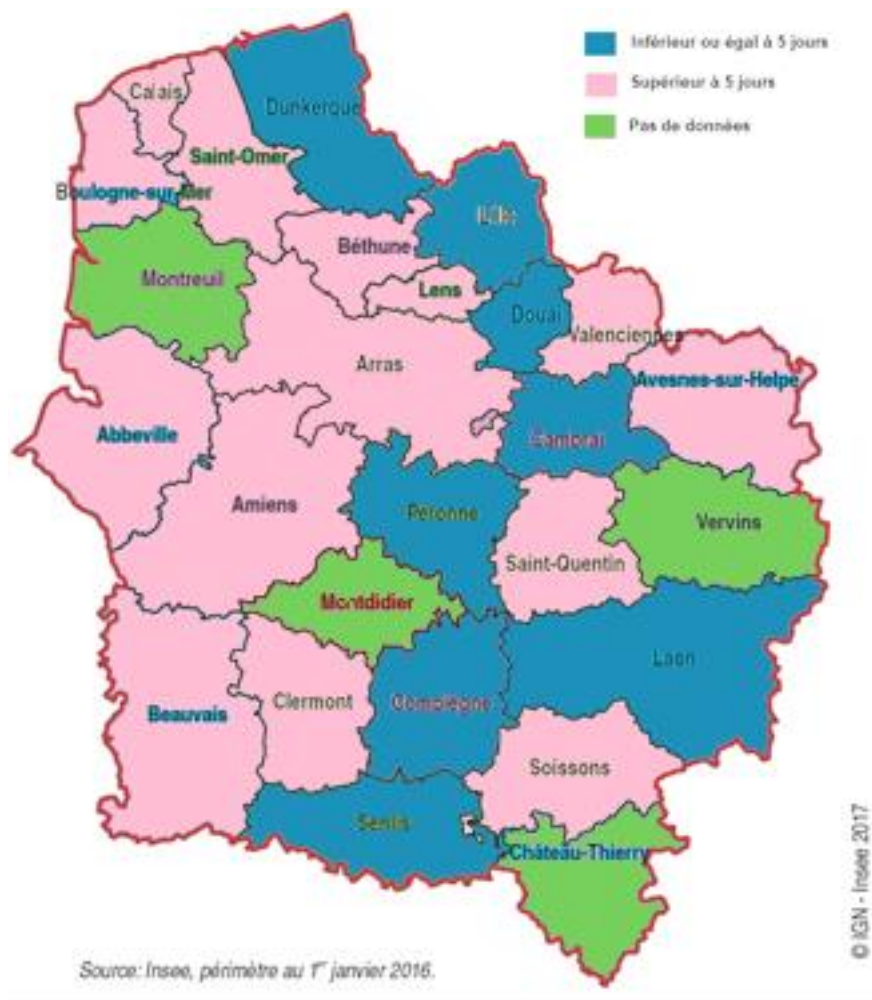 Inférieur ou égal à 5 jours
Supérieur à 5 jours
Pas de données
Calais
Dunkerque
Saint-Omer
Boulogne-sur-Mer
Lille
Béthune
Montreuil
Lens
Douai
Valenciennes
Arras
Avesnes-sur-Helpe
Abbeville
Cambrai
Amiens
Péronne
Vervins
Saint-Quentin
Montdidier
Laon
Clermont
Compiègne
Beauvais
Soissons
Senlis
Château-Thierry
© IGN - Insee 2017
Source: Insee, périmètre au 1er janvier 2016.